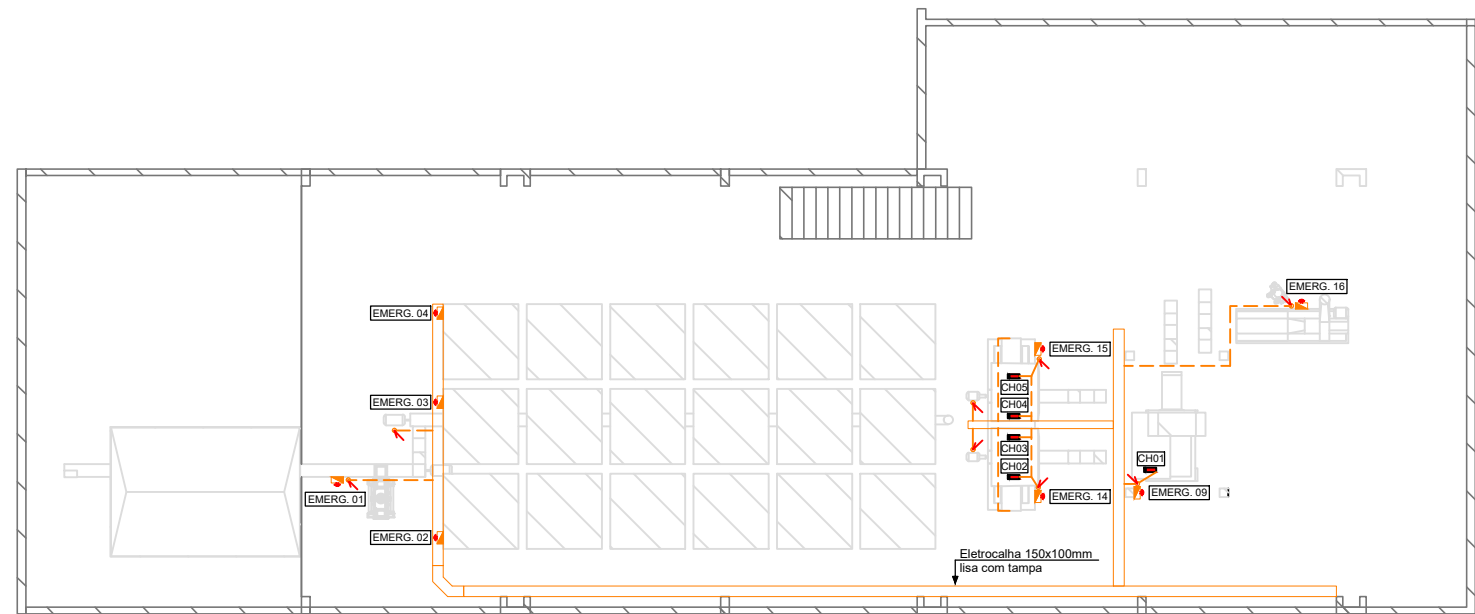 EMERG. 16
EMERG. 04
EMERG. 15
CH05
EMERG. 03
CH04
CH03
CH01
CH02
EMERG. 01
EMERG. 14
EMERG. 09
EMERG. 02
Eletrocalha 150x100mm
lisa com tampa